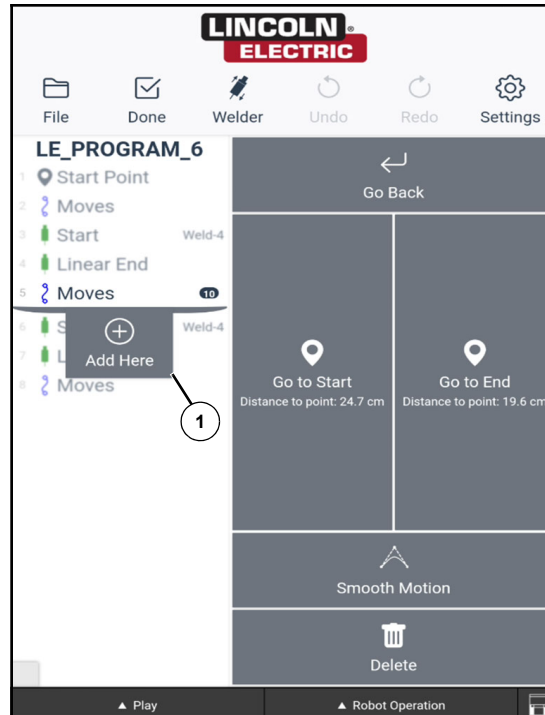 LINCOLN
ELECTRIC
File Done Welder Undo Redo Settings
LE_PROGRAM_6
1 Start Point
2 Moves
3 Start Weld-4
4 Linear End
5 Moves 10
6 S Weld-4
7 L
8 Moves
Add Here
1
Go Back
Go to Start
Distance to point: 24.7 cm
Go to End
Distance to point: 19.6 cm
Smooth Motion
Delete
▲ Play ▲ Robot Operation